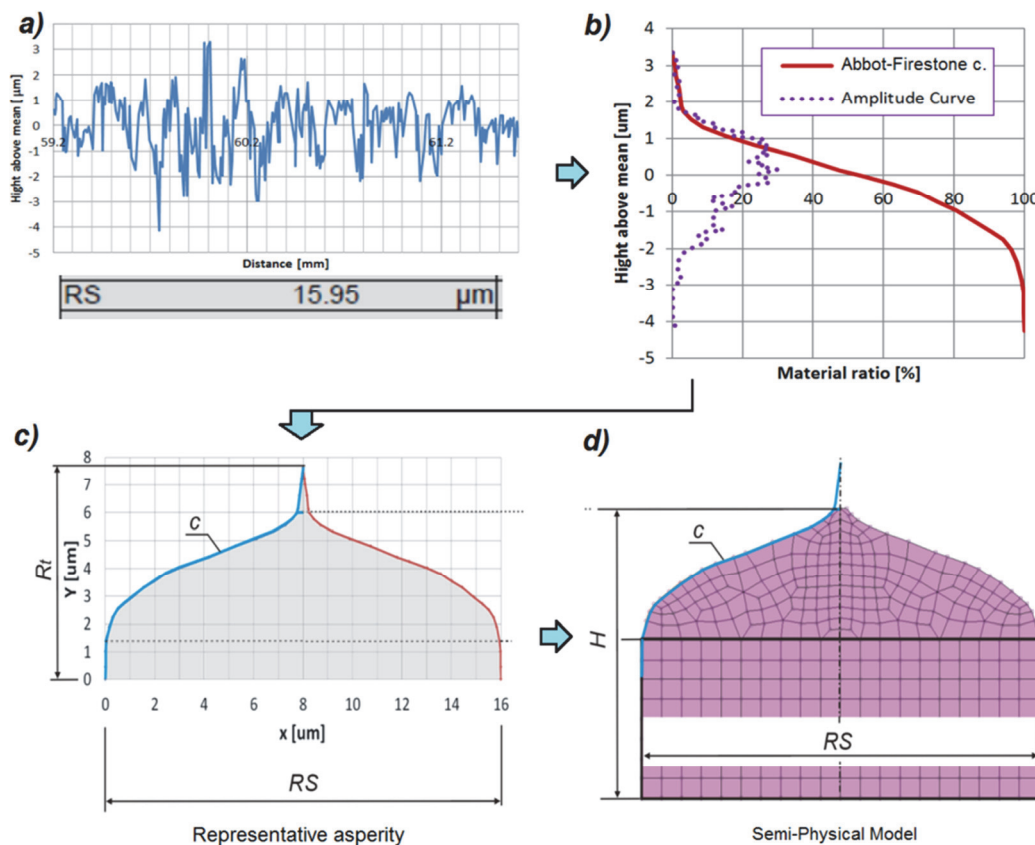 a)
Hight above mean [μm]
3
2
1
0
-1
-2
-3
-4
-5
59.2
60.2
61.2
Distance [mm]
RS 15.95 μm
b)
Hight above mean [um]
4
3
2
1
0
-1
-2
-3
-4
-5
0 20 40 60 80 100
Abbot-Firestone c.
Amplitude Curve
Material ratio [%]
c)
Rt
Y [um]
8
7
6
5
4
3
2
1
0
c
0 2 4 6 8 10 12 14 16
x [um]
RS
Representative asperity
d)
c
H
RS
Semi-Physical Model